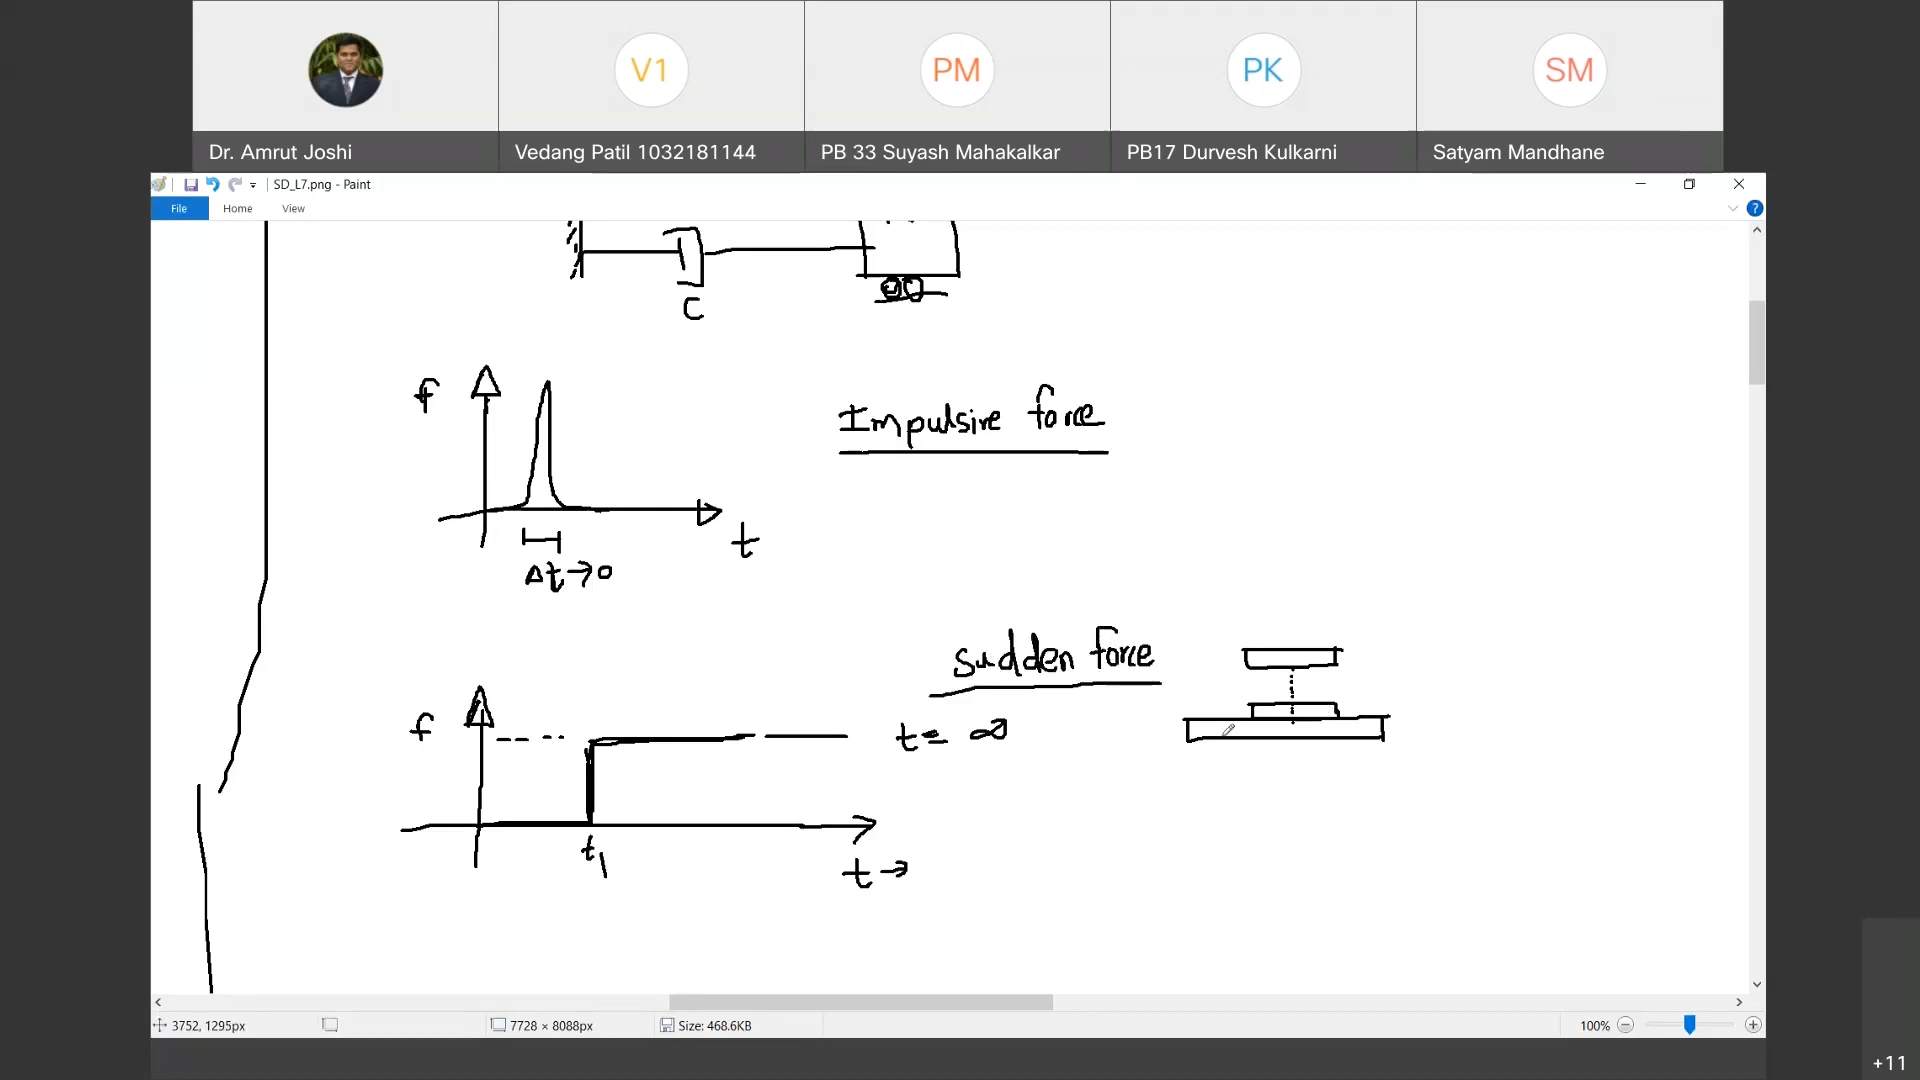 V1
PM
PK
SM
Dr. Amrut Joshi
Vedang Patil 1032181144
PB 33 Suyash Mahakalkar
PB17 Durvesh Kulkarni
Satyam Mandhane
SD_L7.png - Paint
File
Home
View
?
C
f
Impulsive force
t
Δt→0
sudden force
f
t = ∞
t1
t →
3752, 1295px
7728 × 8088px
Size: 468.6KB
100%
+11